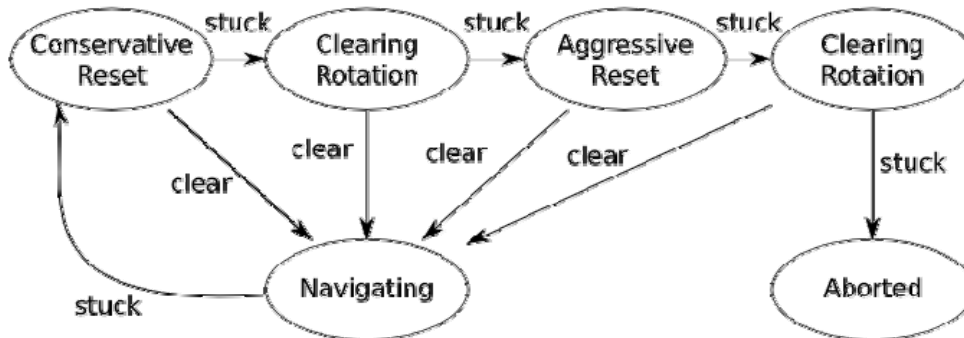 stuck
stuck
stuck
Conservative
Reset
Clearing
Rotation
Aggressive
Reset
Clearing
Rotation
clear
clear
clear
clear
stuck
stuck
Navigating
Aborted